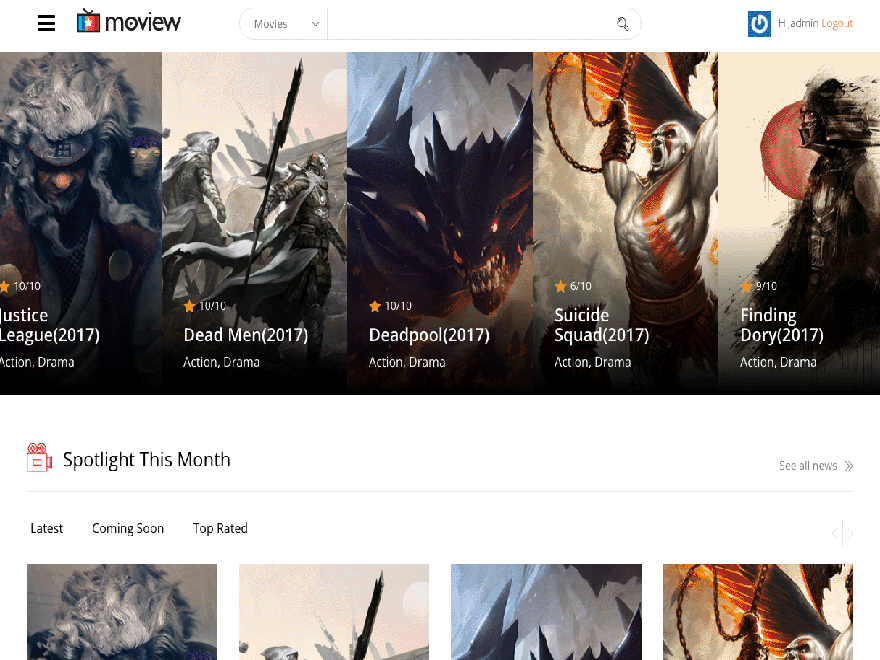 moview
Movies
Hi,admin Logout
10/10
Justice
League(2017)
Action, Drama
10/10
Dead Men(2017)
Action, Drama
10/10
Deadpool(2017)
Action, Drama
6/10
Suicide
Squad(2017)
Action, Drama
9/10
Finding
Dory(2017)
Action, Drama
Spotlight This Month
See all news
Latest
Coming Soon
Top Rated